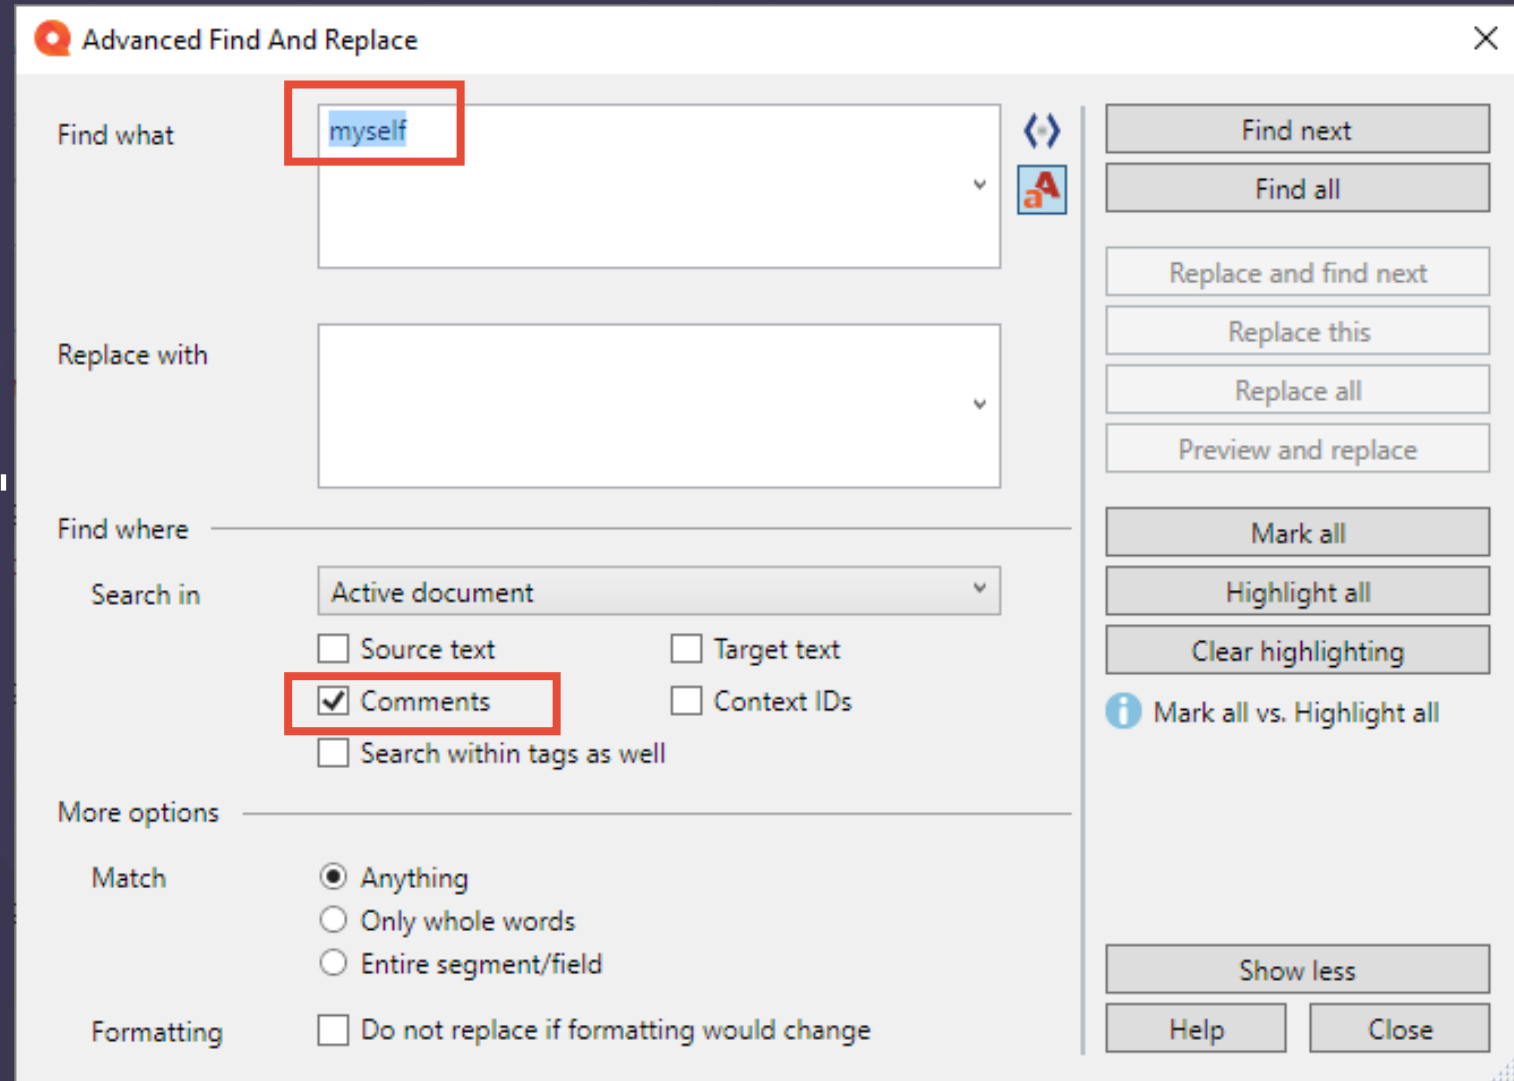 Advanced Find And Replace
Find what
myself
aA
Find next
Find all
Replace and find next
Replace with
Replace this
Replace all
Preview and replace
Find where
Mark all
Search in
Active document
Highlight all
Source text
Target text
Clear highlighting
Comments
Context IDs
Mark all vs. Highlight all
Search within tags as well
More options
Match
Anything
Only whole words
Entire segment/field
Show less
Formatting
Do not replace if formatting would change
Help
Close